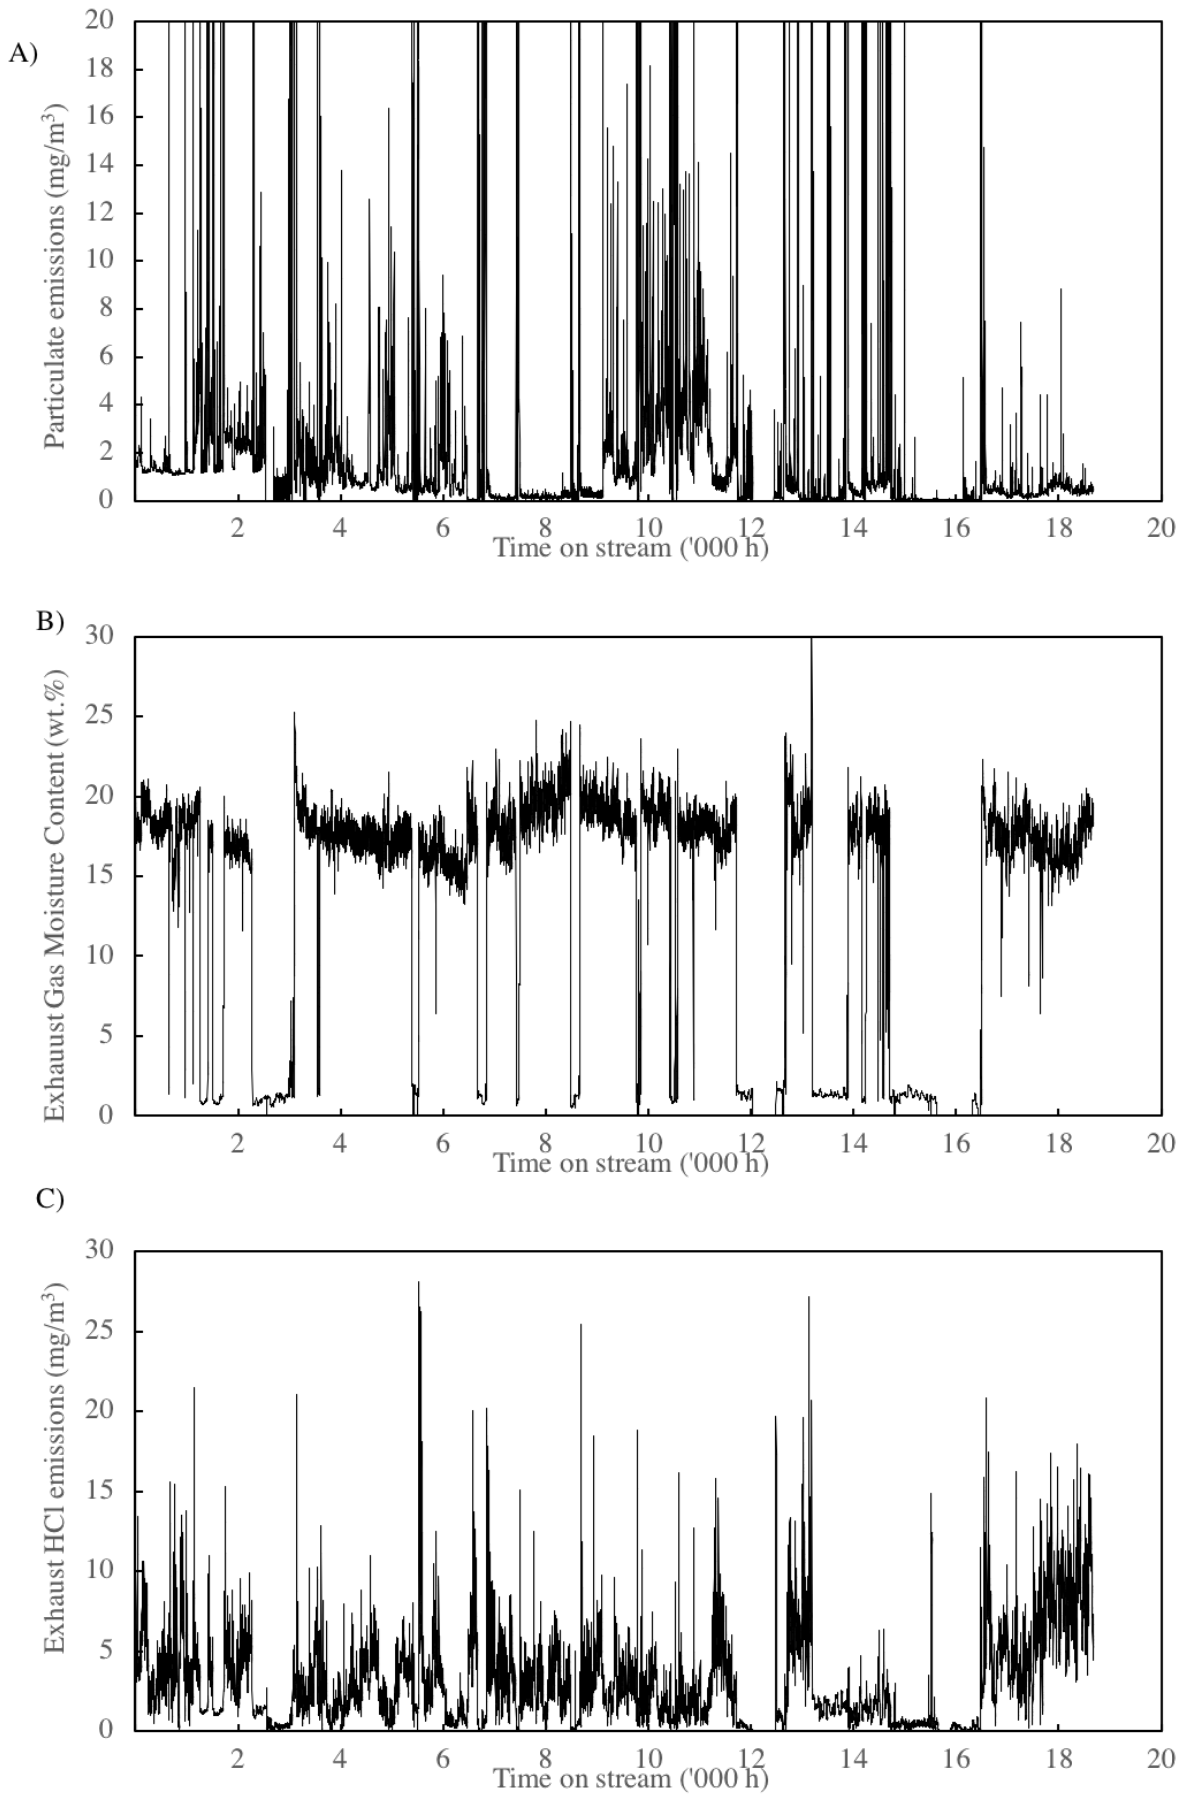 A)
Particulate emissions (mg/m³)
20
18
16
14
12
10
8
6
4
2
0
2 4 6 8 10 12 14 16 18 20
Time on stream ('000 h)
B)
Exhauust Gas Moisture Content (wt.%)
30
25
20
15
10
5
0
2 4 6 8 10 12 14 16 18 20
Time on stream ('000 h)
C)
Exhaust HCl emissions (mg/m³)
30
25
20
15
10
5
0
2 4 6 8 10 12 14 16 18 20
Time on stream ('000 h)